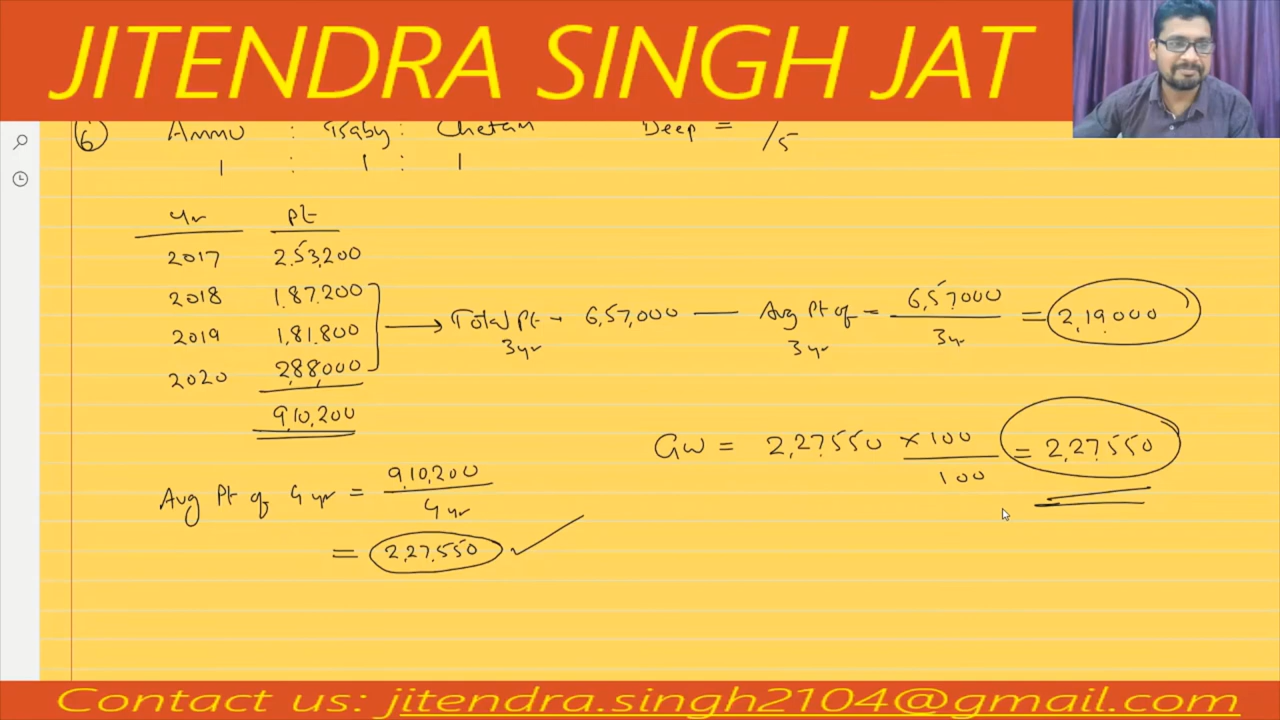 JITENDRA SINGH JAT
6 Ammu : Baby : Chetan Deep = /5
1 : 1 : 1
Yr Pt
2017 2,53,200
2018 1,87,200
2019 1,81,800
2020 2,88,000
9,10,200
Total Pt - 6,57,000 — Avg Pt of = 6,57,000 = 2,19,000
3yr 3yr 3yr
GW = 2,27,550 × 100 = 2,27,550
100
Avg Pt of 4 yr = 9,10,200
4 yr
= 2,27,550
Contact us: jitendra.singh2104@gmail.com